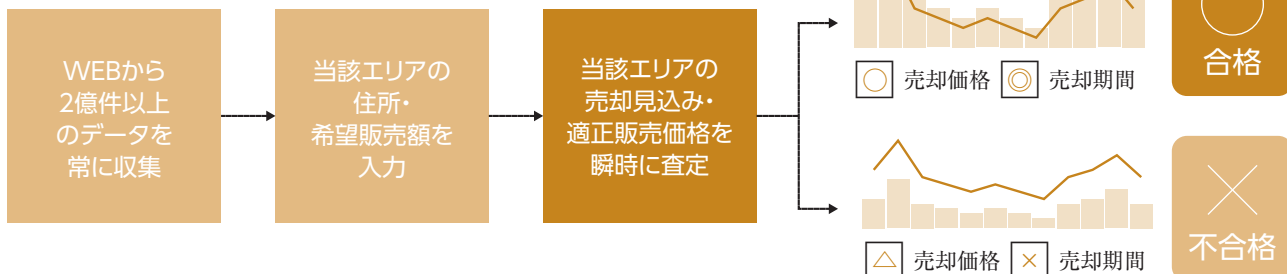 WEBから
2億件以上
のデータを
常に収集
当該エリアの
住所・
希望販売額を
入力
当該エリアの
売却見込み・
適正販売価格を
瞬時に査定
○ 売却価格 ◎ 売却期間
合格
△ 売却価格 × 売却期間
不合格